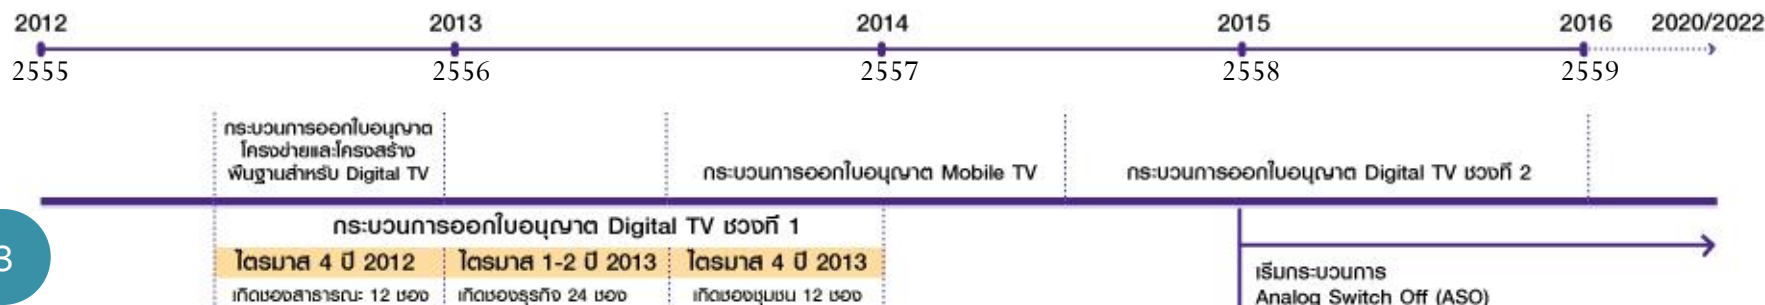 2012 2013 2014 2015 2016 2020/2022
2555 2556 2557 2558 2559
กระบวนการออกใบอนุญาต
โครงข่ายและโครงสร้าง
พื้นฐานสำหรับ Digital TV
กระบวนการออกใบอนุญาต Mobile TV
กระบวนการออกใบอนุญาต Digital TV ช่วงที่ 2
กระบวนการออกใบอนุญาต Digital TV ช่วงที่ 1
ไตรมาส 4 ปี 2012 ไตรมาส 1-2 ปี 2013 ไตรมาส 4 ปี 2013
เกิดช่องสาธารณะ 12 ช่อง เกิดช่องธุรกิจ 24 ช่อง เกิดช่องชุมชน 12 ช่อง
เริ่มกระบวนการ
Analog Switch Off (ASO)
3